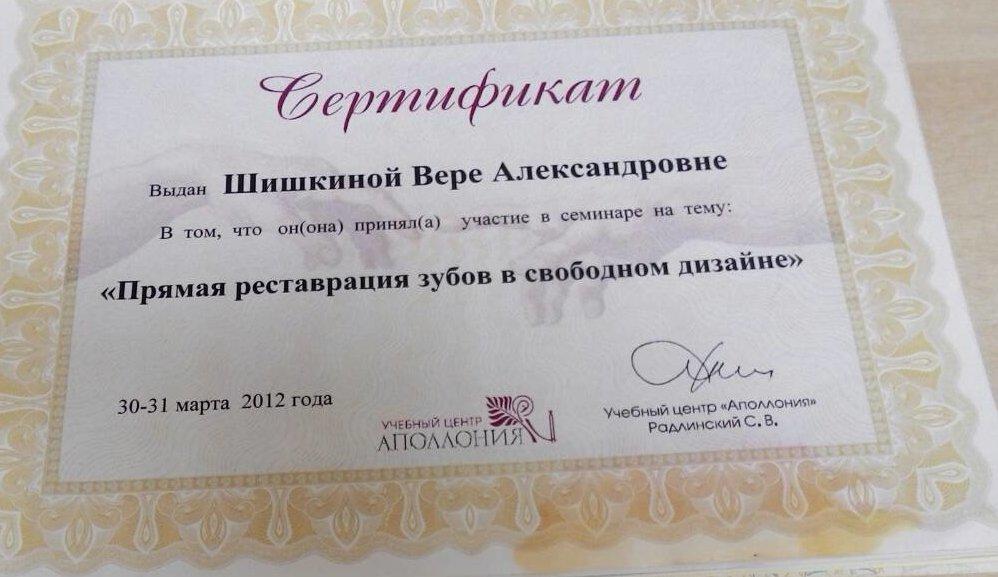 Сертификат
Выдан Шишкиной Вере Александровне
В том, что он(она) принял(а) участие в семинаре на тему:
«Прямая реставрация зубов в свободном дизайне»
30-31 марта 2012 года
УЧЕБНЫЙ ЦЕНТР
АПОЛЛОНИЯ
Учебный центр «Аполлония»
Радлинский С. В.